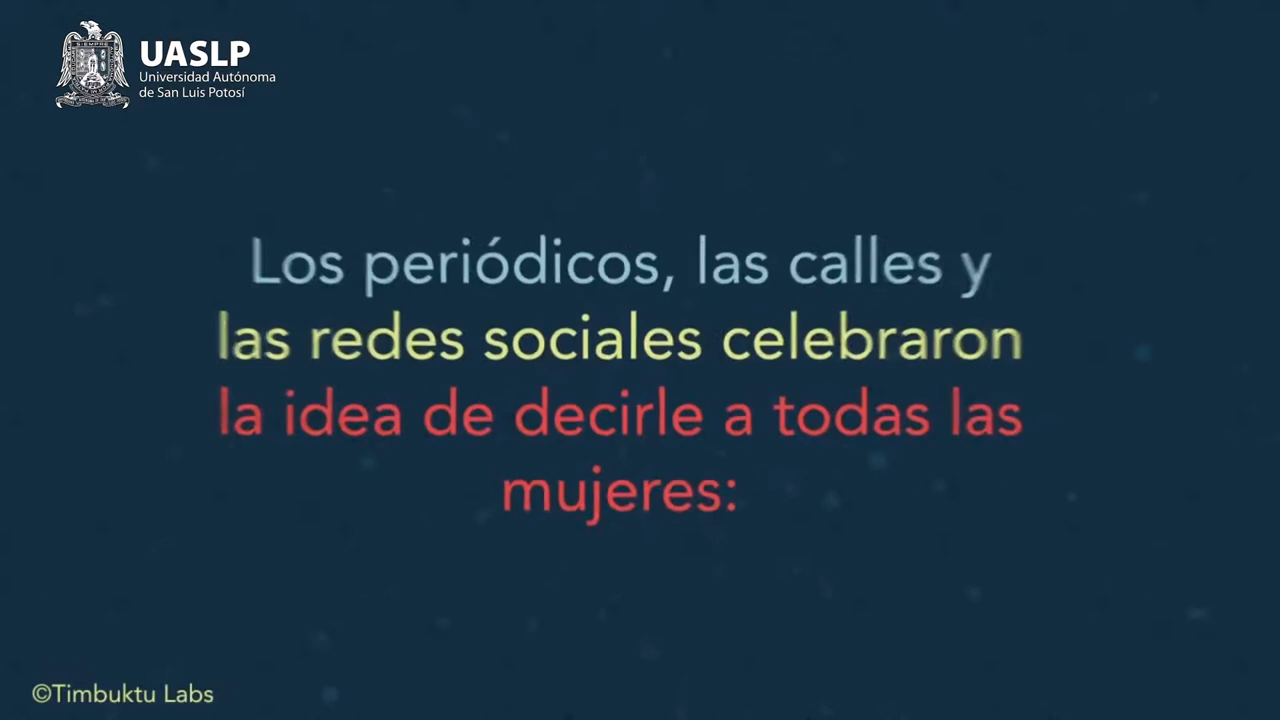 UASLP
Universidad Autónoma
de San Luis Potosí
Los periódicos, las calles y
las redes sociales celebraron
la idea de decirle a todas las
mujeres:
©Timbuktu Labs